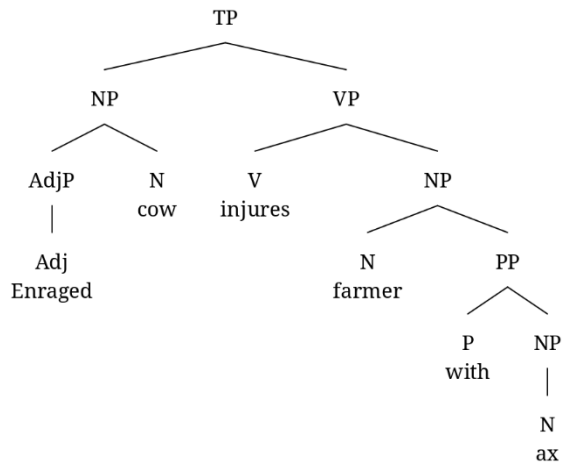 TP
NP VP
AdjP N V NP
cow injures
Adj N PP
Enraged farmer
P NP
with
N
ax